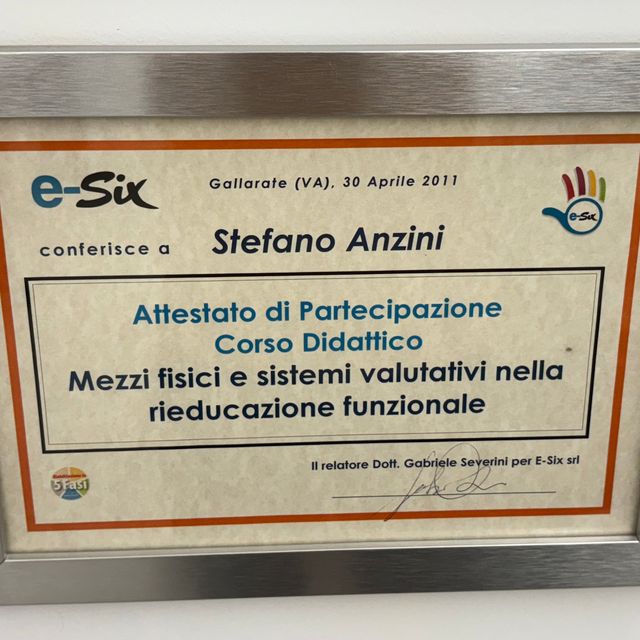 e-Six
Gallarate (VA), 30 Aprile 2011
e-Six
conferisce a Stefano Anzini
Attestato di Partecipazione
Corso Didattico
Mezzi fisici e sistemi valutativi nella
rieducazione funzionale
Il relatore Dott. Gabriele Severini per E-Six srl
5 Fasi